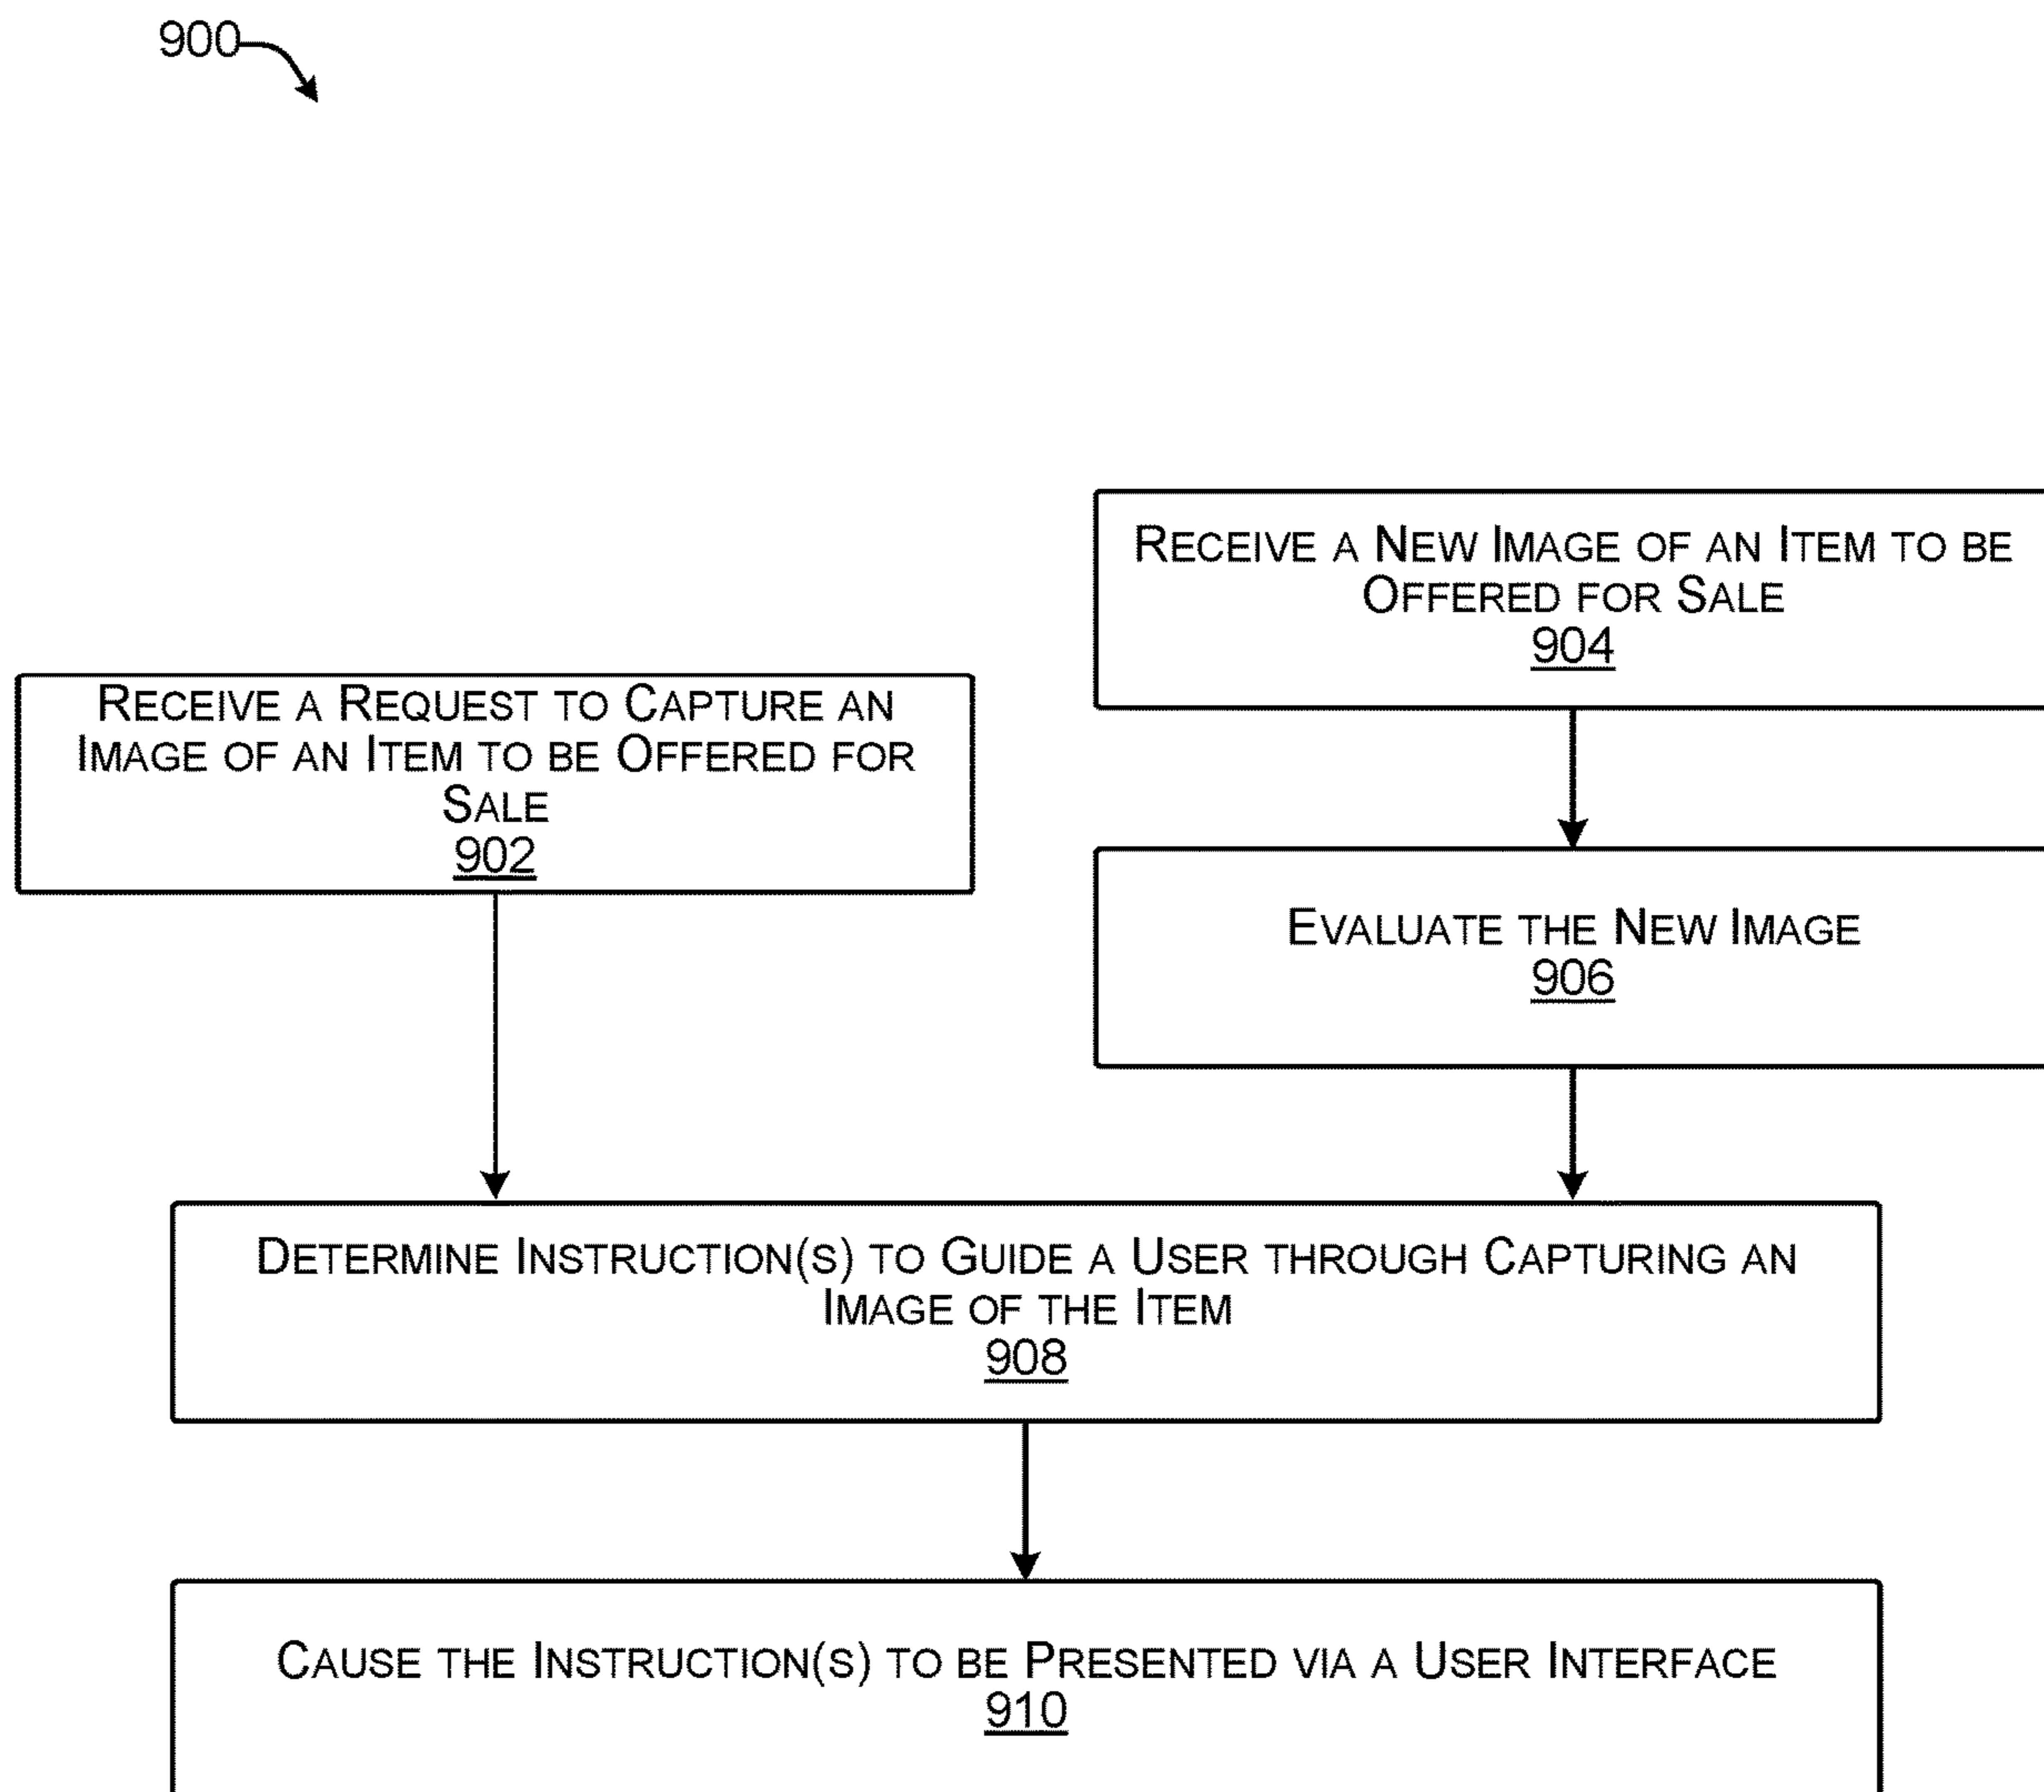 900
Receive a New Image of an Item to be
Offered for Sale
904
Receive a Request to Capture an
Image of an Item to be Offered for
Sale
902
Evaluate the New Image
906
Determine Instruction(s) to Guide a User through Capturing an
Image of the Item
908
Cause the Instruction(s) to be Presented via a User Interface
910